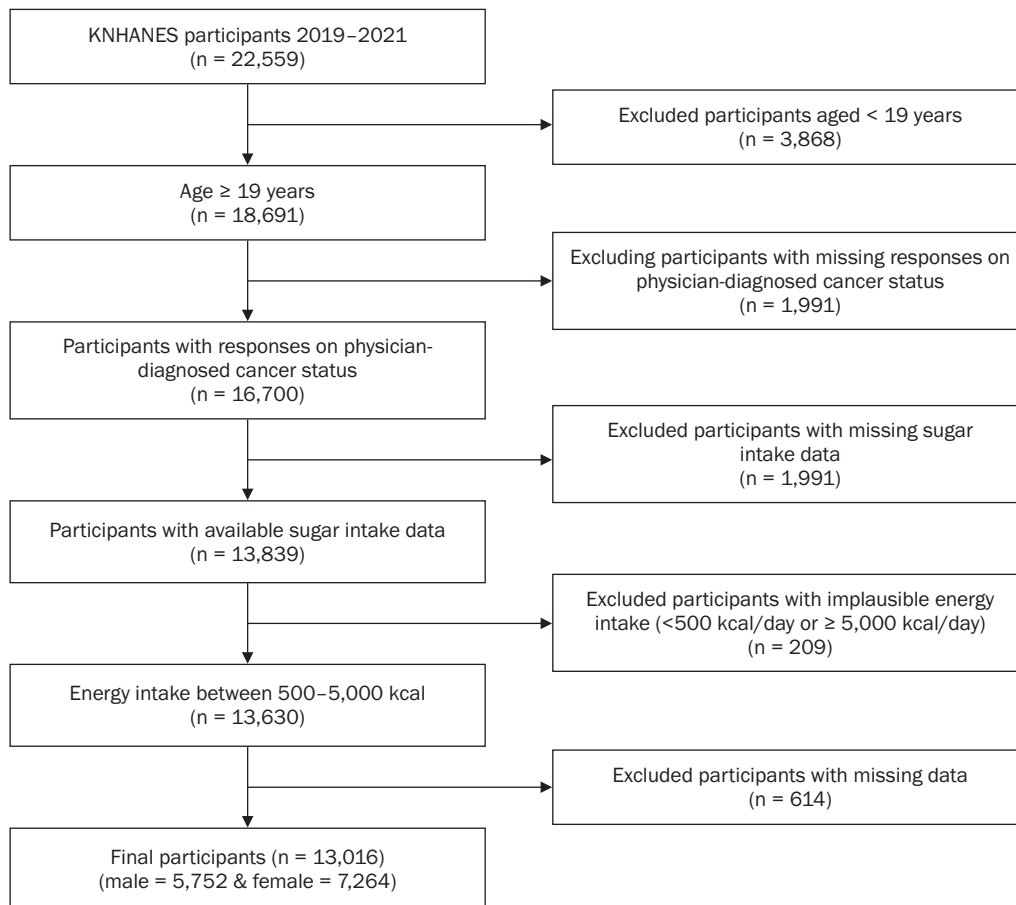 KNHANES participants 2019–2021
(n = 22,559)
Excluded participants aged < 19 years
(n = 3,868)
Age ≥ 19 years
(n = 18,691)
Excluding participants with missing responses on
physician-diagnosed cancer status
(n = 1,991)
Participants with responses on physician-
diagnosed cancer status
(n = 16,700)
Excluded participants with missing sugar
intake data
(n = 1,991)
Participants with available sugar intake data
(n = 13,839)
Excluded participants with implausible energy
intake (<500 kcal/day or ≥ 5,000 kcal/day)
(n = 209)
Energy intake between 500–5,000 kcal
(n = 13,630)
Excluded participants with missing data
(n = 614)
Final participants (n = 13,016)
(male = 5,752 & female = 7,264)